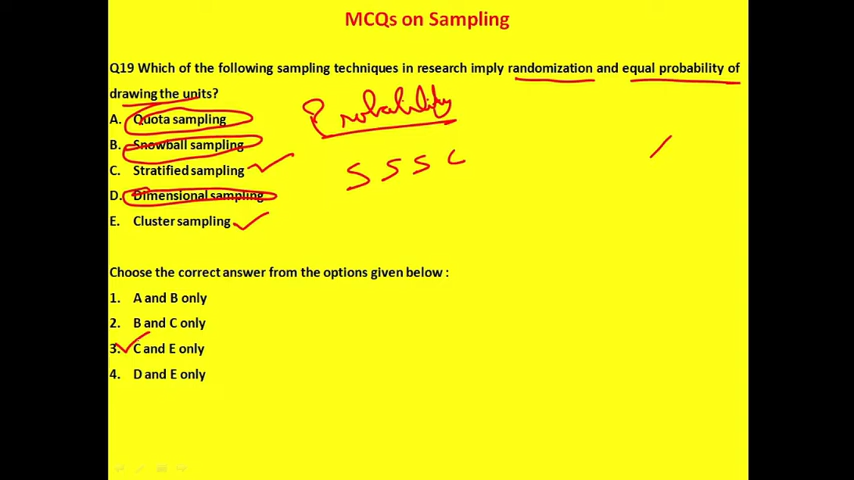 MCQs on Sampling
Q19 Which of the following sampling techniques in research imply randomization and equal probability of
drawing the units?
A. Quota sampling
Probability
B. Snowball sampling
C. Stratified sampling
S S S C
D. Dimensional sampling
E. Cluster sampling
Choose the correct answer from the options given below :
1. A and B only
2. B and C only
3. C and E only
4. D and E only